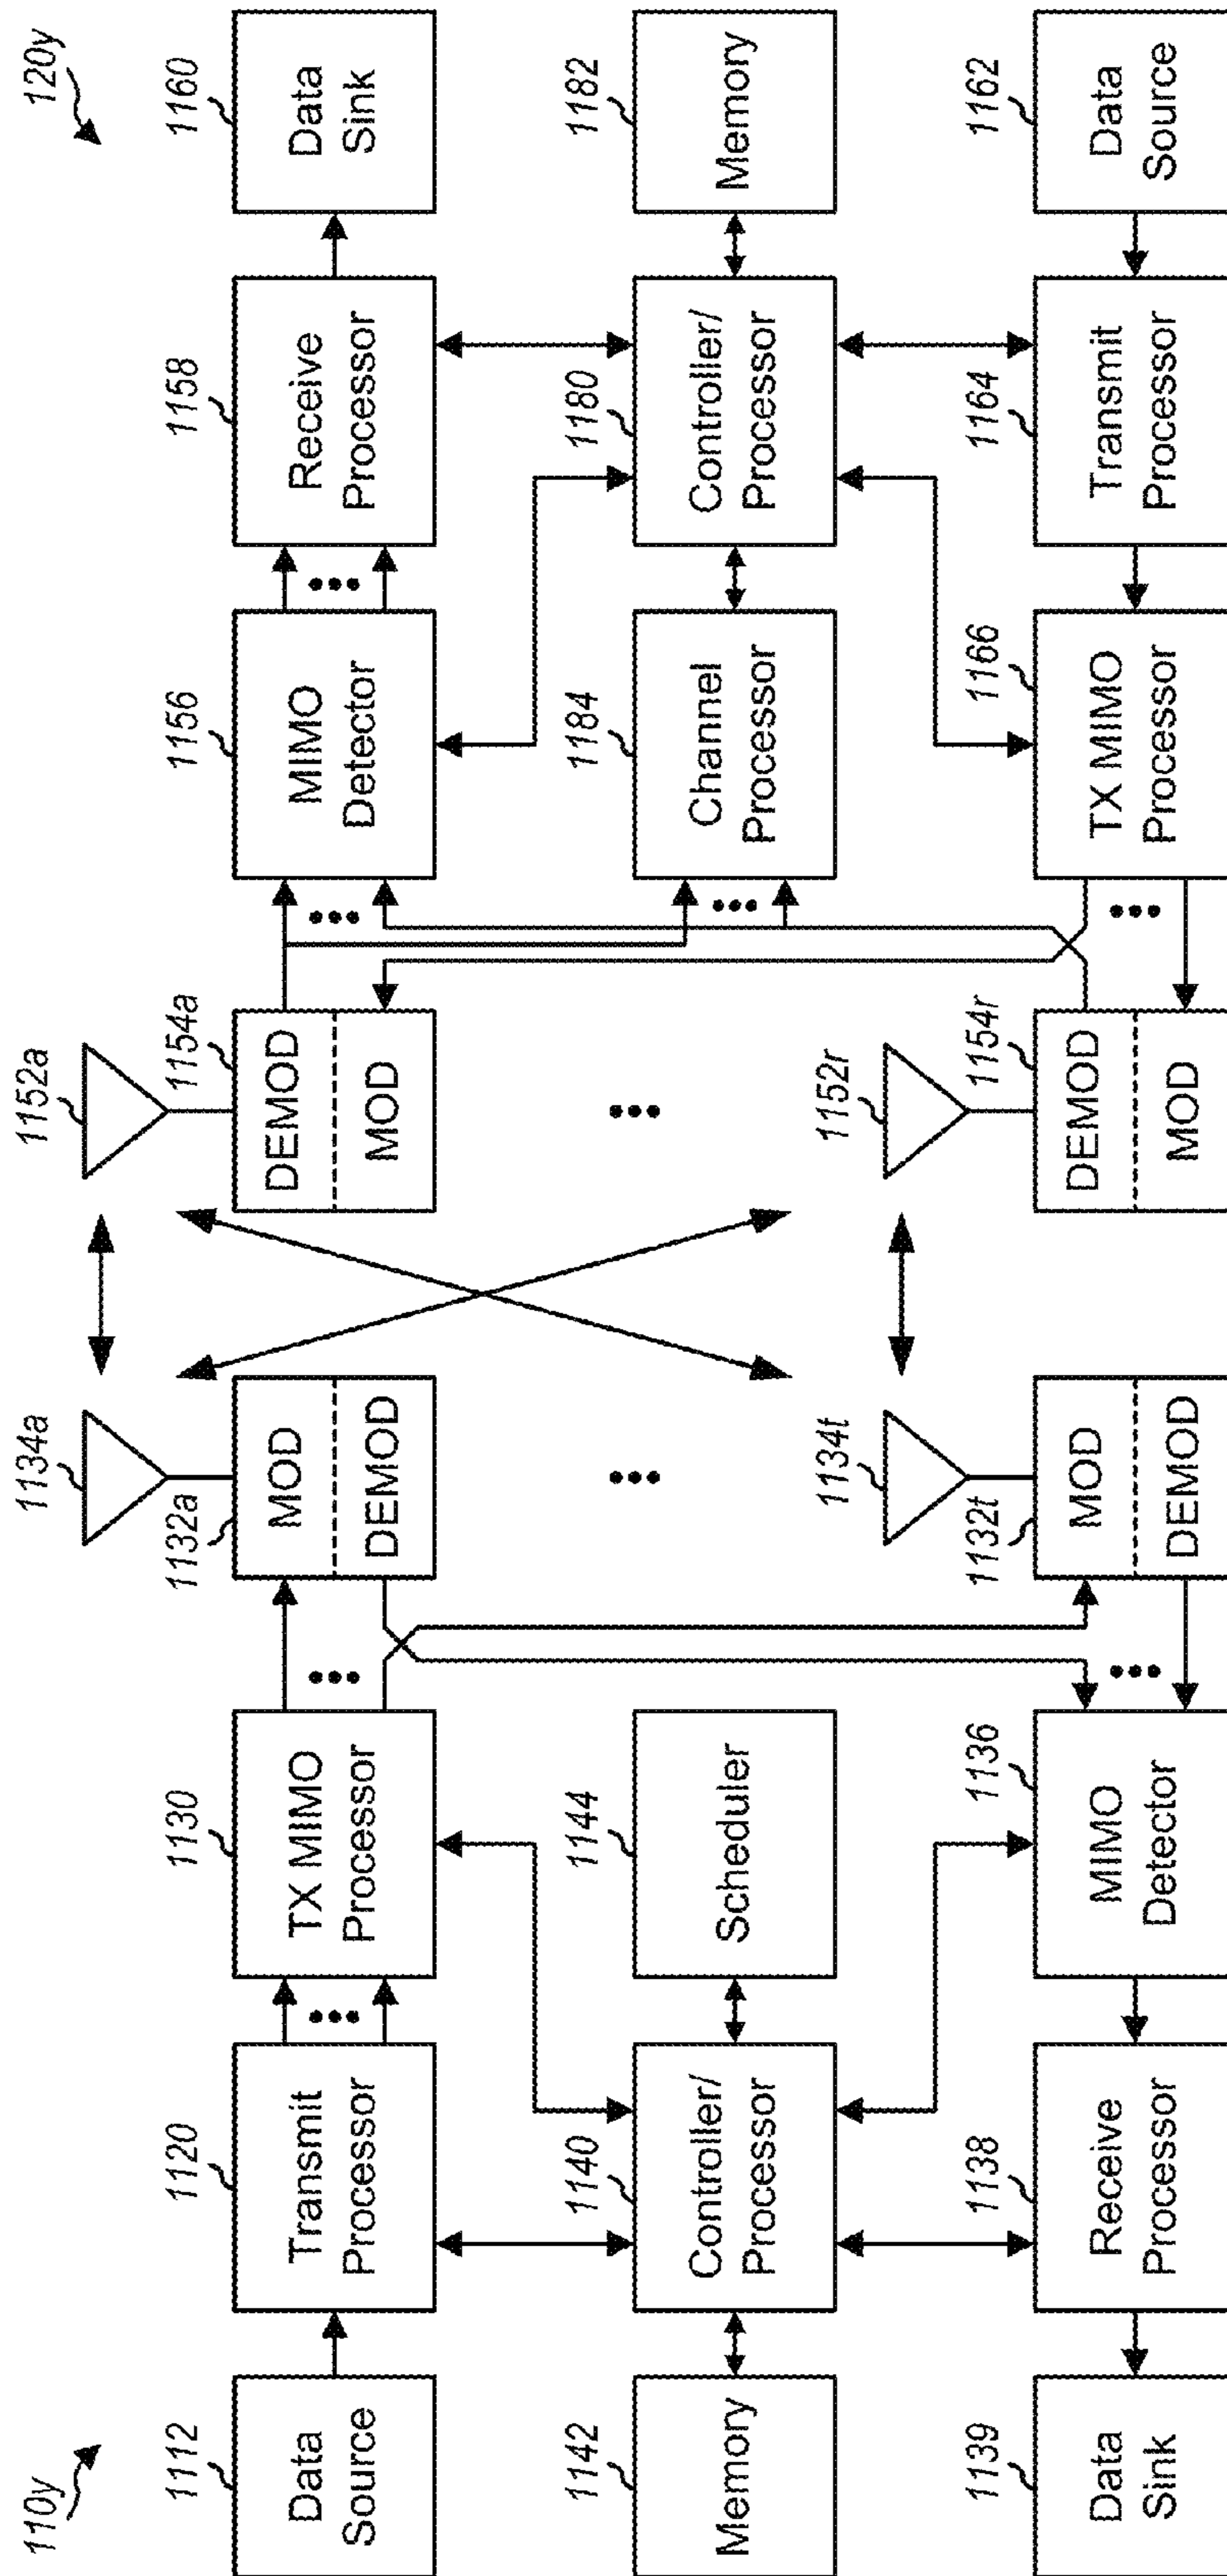 110y
120y
1112
Data
Source
1120
Transmit
Processor
1130
TX MIMO
Processor
1132a
MOD
DEMOD
1134a
1152a
1154a
DEMOD
MOD
1156
MIMO
Detector
1158
Receive
Processor
1160
Data
Sink
1142
Memory
1140
Controller/
Processor
1144
Scheduler
1184
Channel
Processor
1180
Controller/
Processor
1182
Memory
1139
Data
Sink
1138
Receive
Processor
1136
MIMO
Detector
1132t
MOD
DEMOD
1134t
1152r
1154r
DEMOD
MOD
1166
TX MIMO
Processor
1164
Transmit
Processor
1162
Data
Source